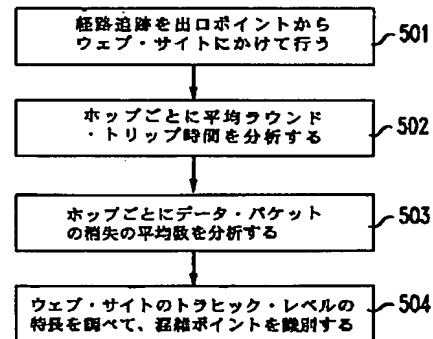 経路追跡を出口ポイントから
ウェブ・サイトにかけて行う
501
ホップごとに平均ラウンド
・トリップ時間を分析する
502
ホップごとにデータ・パケット
の消失の平均数を分析する
503
ウェブ・サイトのトラヒック・レベルの
特長を調べて、混雑ポイントを識別する
504